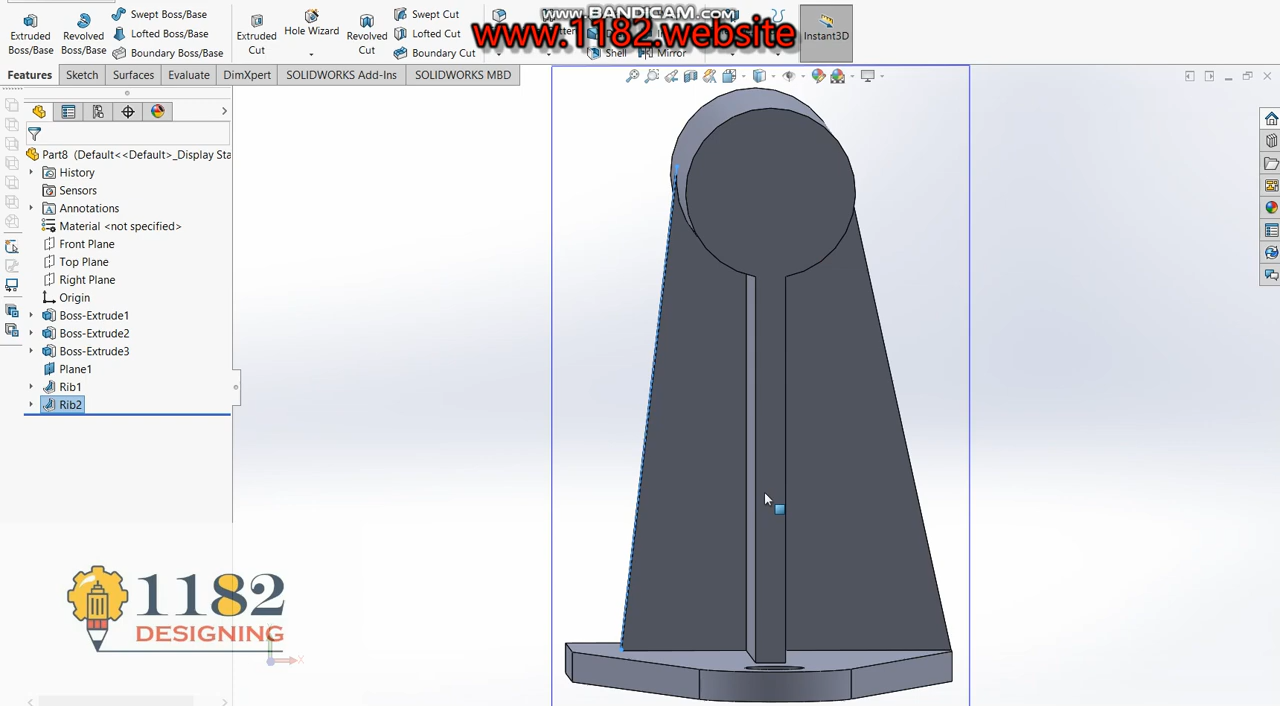 www.BANDICAM.com
www.1182.website
Extruded Boss/Base
Revolved Boss/Base
Swept Boss/Base
Lofted Boss/Base
Boundary Boss/Base
Extruded Cut
Hole Wizard
Revolved Cut
Swept Cut
Lofted Cut
Boundary Cut
Shell
Mirror
Instant3D
Features
Sketch
Surfaces
Evaluate
DimXpert
SOLIDWORKS Add-Ins
SOLIDWORKS MBD
Part8 (Default<<Default>_Display Sta
History
Sensors
Annotations
Material <not specified>
Front Plane
Top Plane
Right Plane
Origin
Boss-Extrude1
Boss-Extrude2
Boss-Extrude3
Plane1
Rib1
Rib2
1182
DESIGNING
X